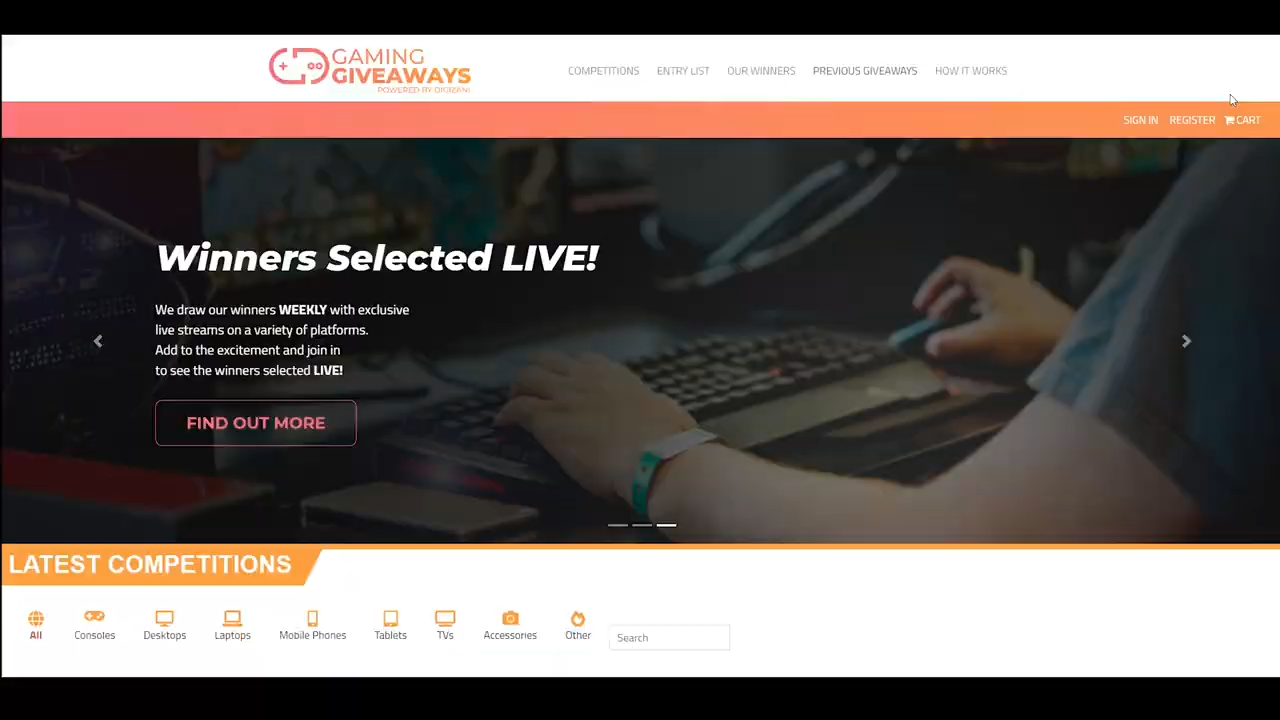 GAMING
GIVEAWAYS
POWERED BY DIGIZANI
COMPETITIONS
ENTRY LIST
OUR WINNERS
PREVIOUS GIVEAWAYS
HOW IT WORKS
SIGN IN
REGISTER
CART
Winners Selected LIVE!
We draw our winners WEEKLY with exclusive
live streams on a variety of platforms.
Add to the excitement and join in
to see the winners selected LIVE!
FIND OUT MORE
LATEST COMPETITIONS
All
Consoles
Desktops
Laptops
Mobile Phones
Tablets
TVs
Accessories
Other
Search